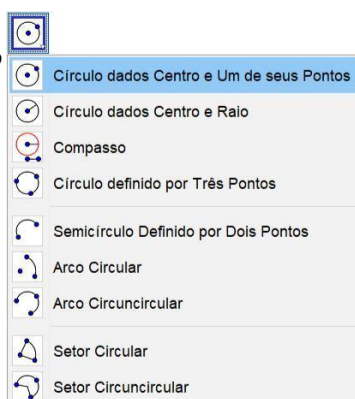 Círculo dados Centro e Um de seus Pontos
Círculo dados Centro e Raio
Compasso
Círculo definido por Três Pontos
Semicírculo Definido por Dois Pontos
Arco Circular
Arco Circuncircular
Setor Circular
Setor Circuncircular